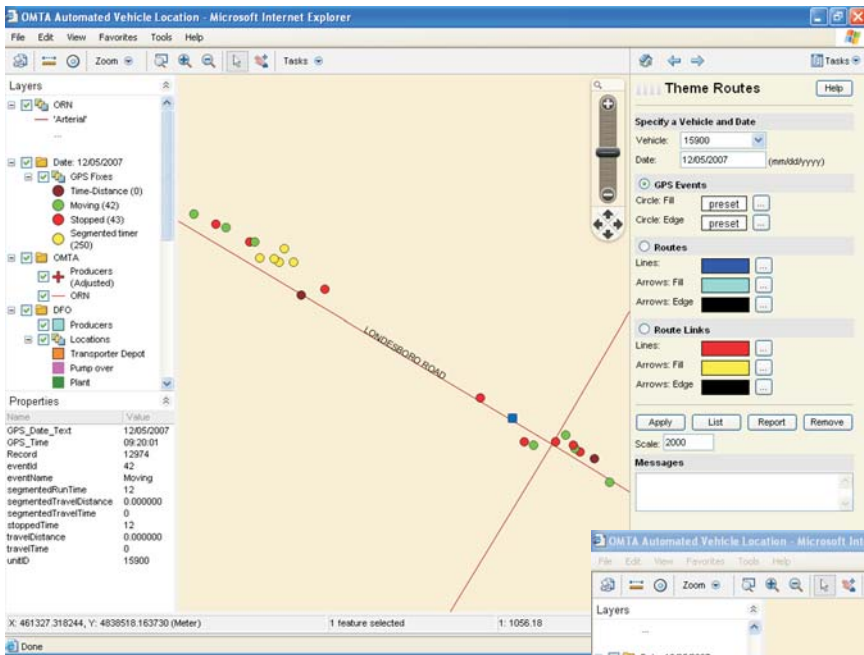 OMTA Automated Vehicle Location - Microsoft Internet Explorer
File Edit View Favorites Tools Help
Zoom Tasks
Tasks
Layers
ORN
'Arterial'
...
Date: 12/05/2007
GPS Fixes
Time-Distance (0)
Moving (42)
Stopped (43)
Segmented timer
(250)
OMTA
Producers
(Adjusted)
ORN
DFO
Producers
Locations
Transporter Depot
Pump over
Plant
Properties
Name Value
GPS_Date_Text 12/05/2007
GPS_Time 09:20:01
Record 12974
eventId 42
eventName Moving
segmentedRunTime 12
segmentedTravelDistance 0.000000
segmentedTravelTime 0
stoppedTime 12
travelDistance 0.000000
travelTime 0
unitID 15900
LONDESBORO ROAD
Theme Routes Help
Specify a Vehicle and Date
Vehicle: 15900
Date: 12/05/2007 (mm/dd/yyyy)
GPS Events
Circle: Fill preset ...
Circle: Edge preset ...
Routes
Lines: ...
Arrows: Fill ...
Arrows: Edge ...
Route Links
Lines: ...
Arrows: Fill ...
Arrows: Edge ...
Apply List Report Remove
Scale: 2000
Messages
X: 461327.318244, Y: 4838518.163730 (Meter) 1 feature selected 1: 1056.18
Done
OMTA Automated Vehicle Location - Microsoft Int
File Edit View Favorites Tools Help
Zoom
Layers
...